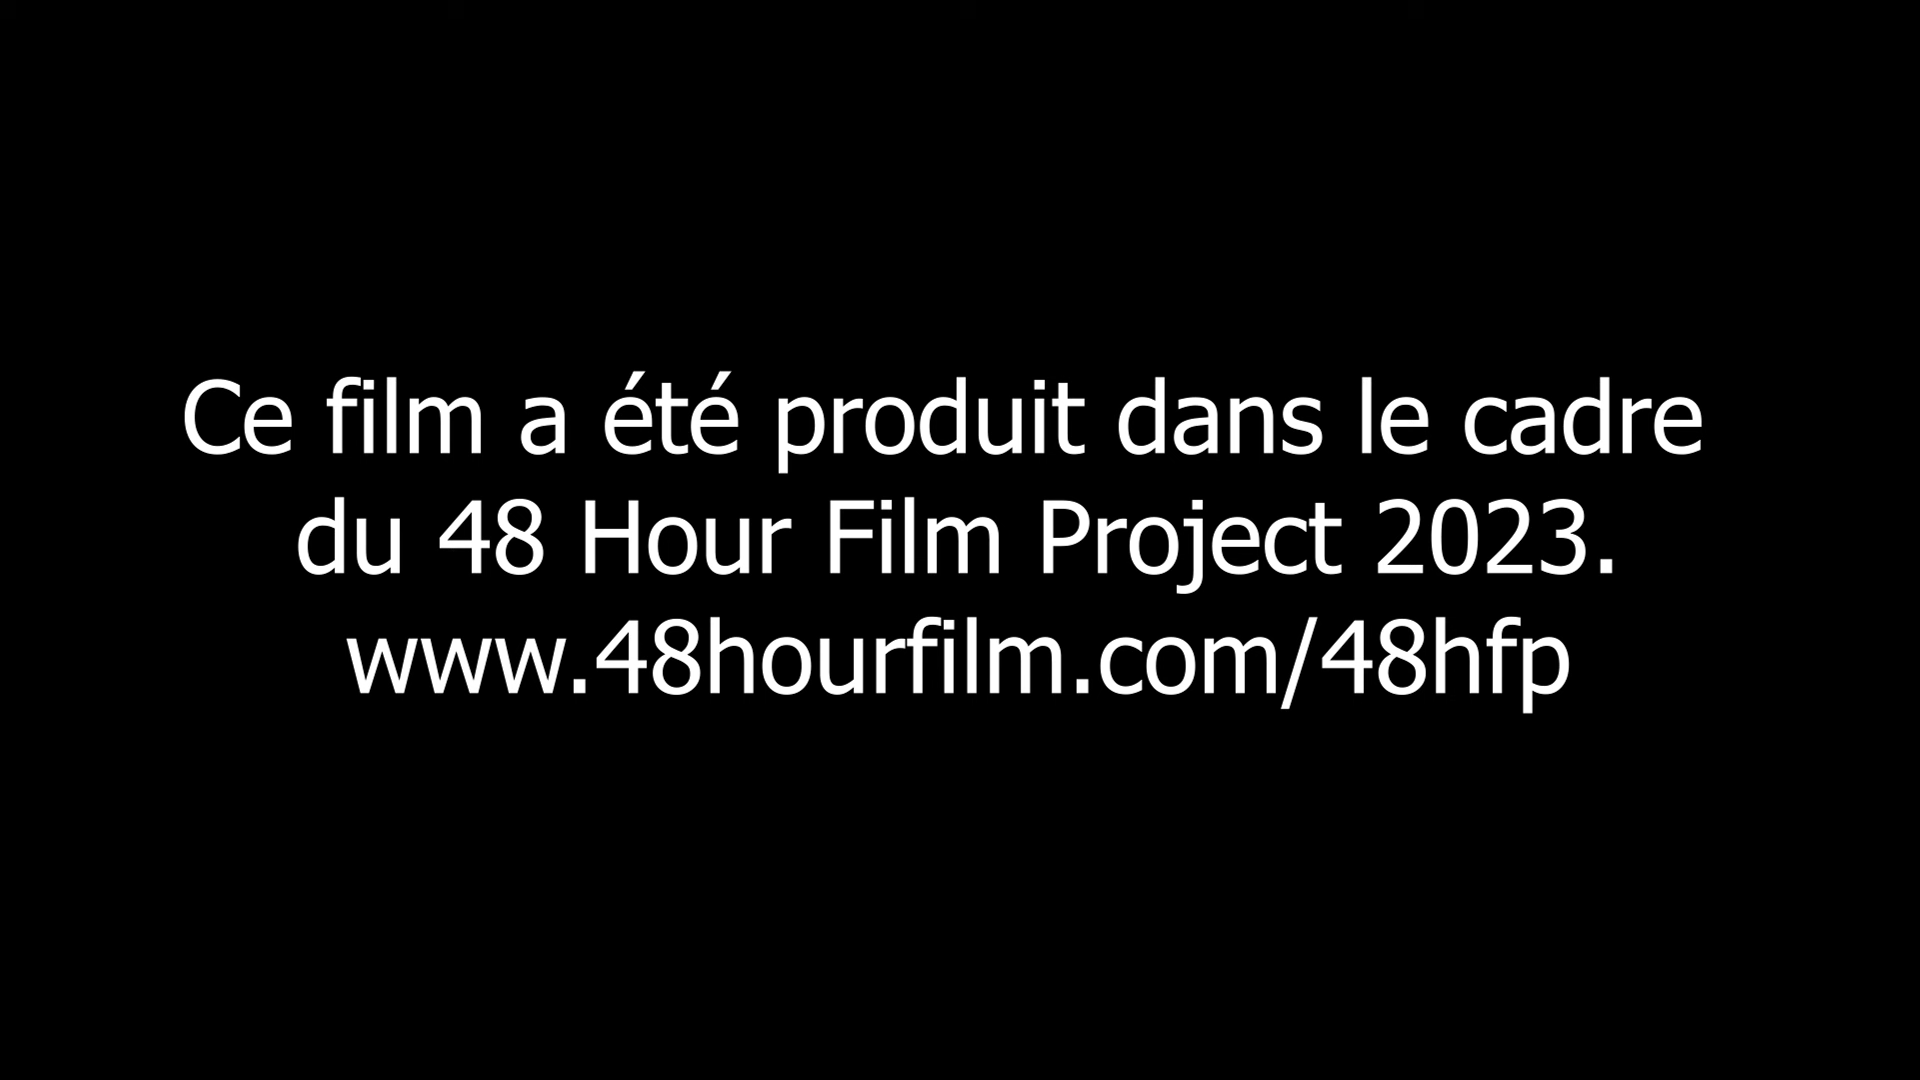 Ce film a été produit dans le cadre
du 48 Hour Film Project 2023.
www.48hourfilm.com/48hfp